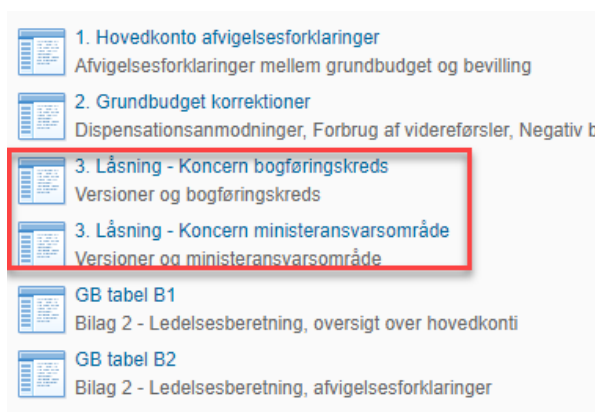 1. Hovedkonto afvigelsesforklaringer
Afvigelsesforklaringer mellem grundbudget og bevilling
2. Grundbudget korrektioner
Dispensationsanmodninger, Forbrug af videreførsler, Negativ b
3. Låsning - Koncern bogføringskreds
Versioner og bogføringskreds
3. Låsning - Koncern ministeransvarsområde
Versioner og ministeransvarsområde
GB tabel B1
Bilag 2 - Ledelsesberetning, oversigt over hovedkonti
GB tabel B2
Bilag 2 - Ledelsesberetning, afvigelsesforklaringer